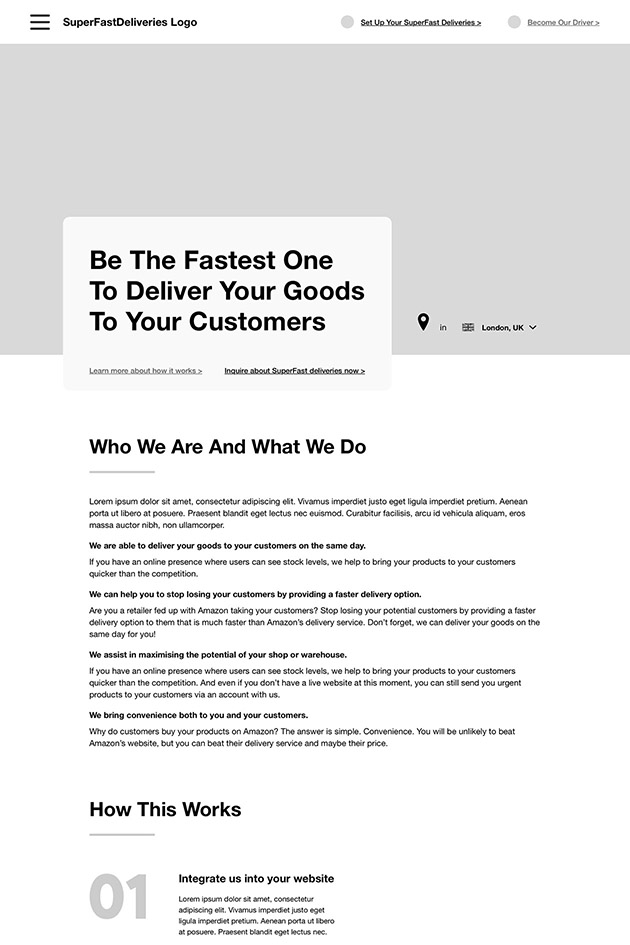 SuperFastDeliveries Logo
Set Up Your SuperFast Deliveries >
Become Our Driver >
Be The Fastest One
To Deliver Your Goods
To Your Customers
in
London, UK
Learn more about how it works >
Inquire about SuperFast deliveries now >
Who We Are And What We Do
Lorem ipsum dolor sit amet, consectetur adipiscing elit. Vivamus imperdiet justo eget ligula imperdiet pretium. Aenean
porta ut libero at posuere. Praesent blandit eget lectus nec euismod. Curabitur facilisis, arcu id vehicula aliquam, eros
massa auctor nibh, non ullamcorper.
We are able to deliver your goods to your customers on the same day.
If you have an online presence where users can see stock levels, we help to bring your products to your customers
quicker than the competition.
We can help you to stop losing your customers by providing a faster delivery option.
Are you a retailer fed up with Amazon taking your customers? Stop losing your potential customers by providing a faster
delivery option to them that is much faster than Amazon's delivery service. Don't forget, we can deliver your goods on the
same day for you!
We assist in maximising the potential of your shop or warehouse.
If you have an online presence where users can see stock levels, we help to bring your products to your customers
quicker than the competition. And even if you don't have a live website at this moment, you can still send you urgent
products to your customers via an account with us.
We bring convenience both to you and your customers.
Why do customers buy your products on Amazon? The answer is simple. Convenience. You will be unlikely to beat
Amazon's website, but you can beat their delivery service and maybe their price.
How This Works
01
Integrate us into your website
Lorem ipsum dolor sit amet, consectetur
adipiscing elit. Vivamus imperdiet justo eget
ligula imperdiet pretium. Aenean porta ut libero
at posuere. Praesent blandit eget lectus nec.